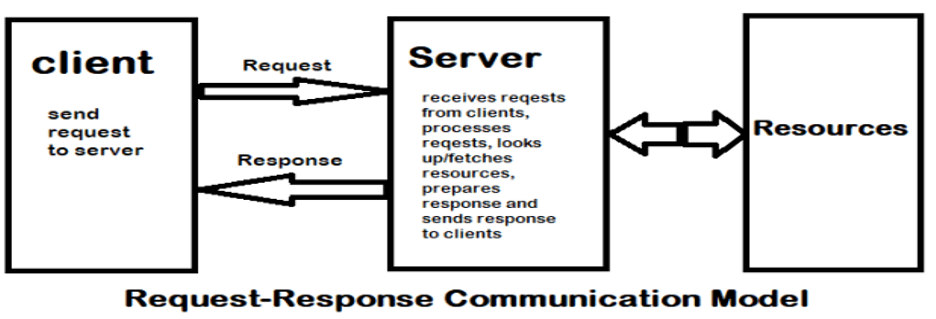 client
send
request
to server
Request
Response
Server
receives reqests
from clients,
processes
reqests, looks
up/fetches
resources,
prepares
response and
sends response
to clients
Resources
Request-Response Communication Model